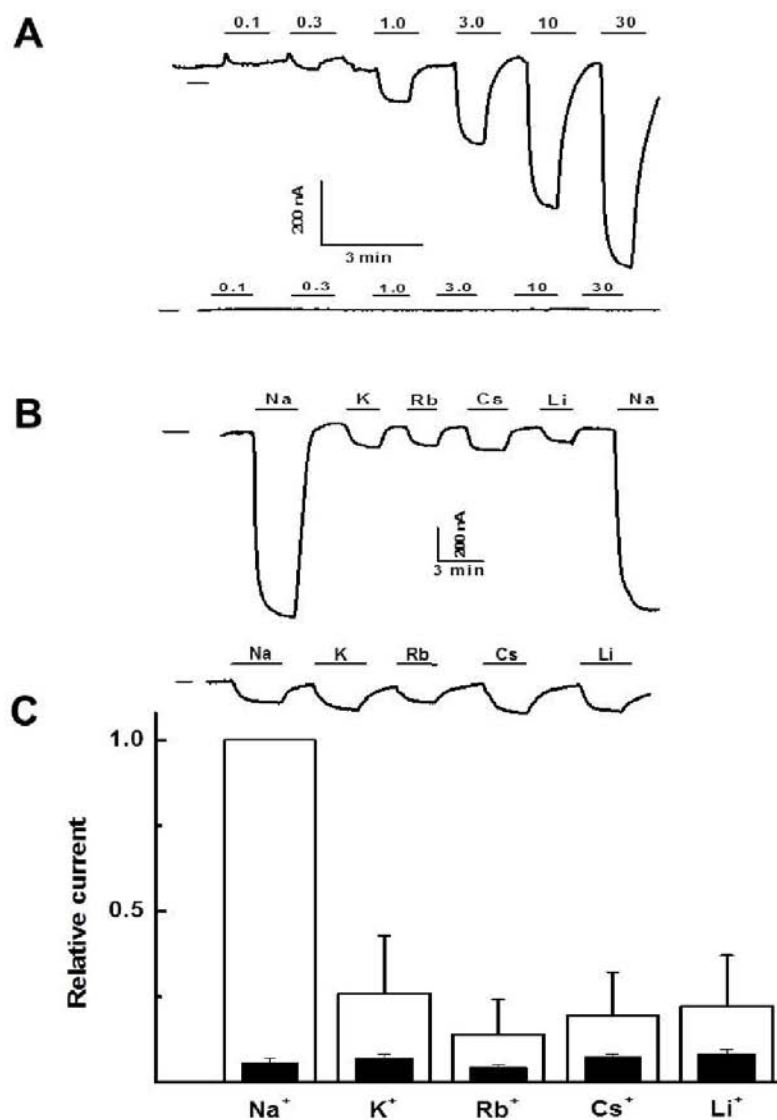 A
0.1 0.3 1.0 3.0 10 30
200 nA
3 min
0.1 0.3 1.0 3.0 10 30
B
Na K Rb Cs Li Na
200 nA
3 min
Na K Rb Cs Li
C
1.0
0.5
Relative current
Na⁺ K⁺ Rb⁺ Cs⁺ Li⁺